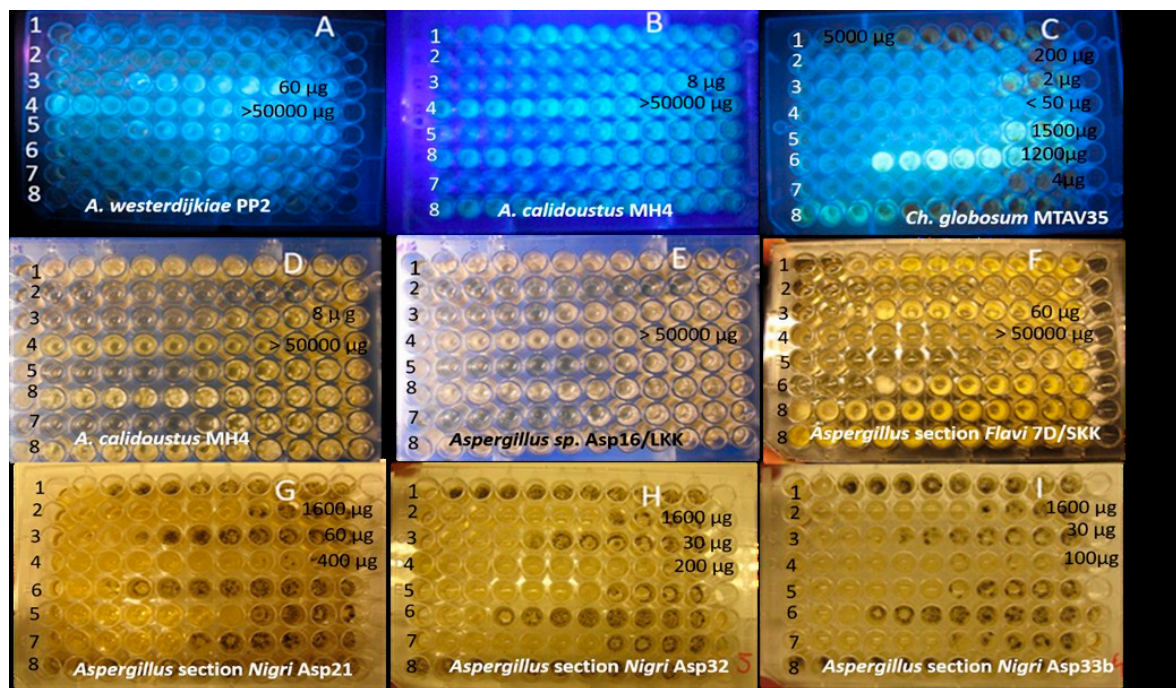 A
1
2
3 60 µg
4 >50000 µg
5
6
7
8
A. westerdijkiae PP2
B
1
2
3 8 µg
4 >50000 µg
5
8
7
8
A. calidoustus MH4
C
1 5000 µg
2 200 µg
3 2 µg
4 < 50 µg
5 1500µg
6 1200µg
7 4µg
8
Ch. globosum MTAV35
D
1
2
3 8 µ g
4 > 50000 µg
5
8
7
8
A. calidoustus MH4
E
1
2
3
4 > 50000 µg
5
8
7
8
Aspergillus sp. Asp16/LKK
F
1
2
3 60 µg
4 > 50000 µg
5
6
8
8
Aspergillus section Flavi 7D/SKK
G
1
2 1600 µg
3 60 µg
4 400 µg
6
5
7
8
Aspergillus section Nigri Asp21
H
1
2 1600 µg
3 30 µg
4 200 µg
5
6
7
8
Aspergillus section Nigri Asp32
I
1
2 1600 µg
3 30 µg
4 100µg
5
6
7
8
Aspergillus section Nigri Asp33b